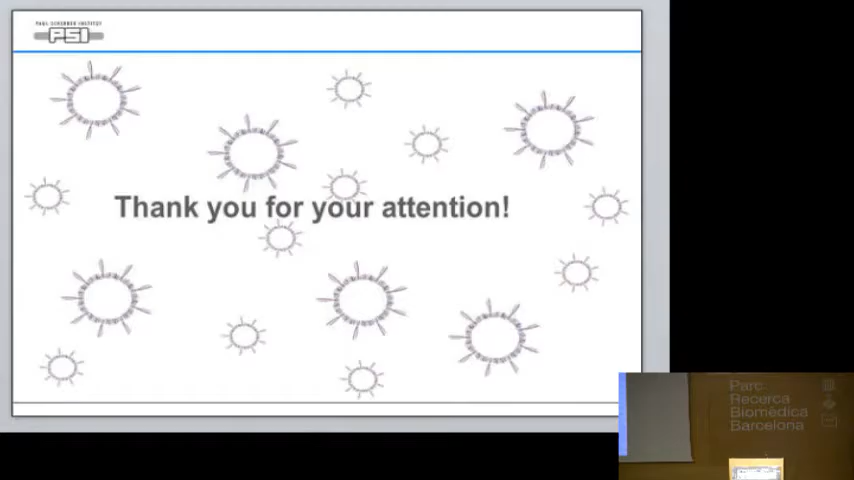 PAUL SCHERRER INSTITUT
PSI
Thank you for your attention!
Parc
Recerca
Biomèdica
Barcelona